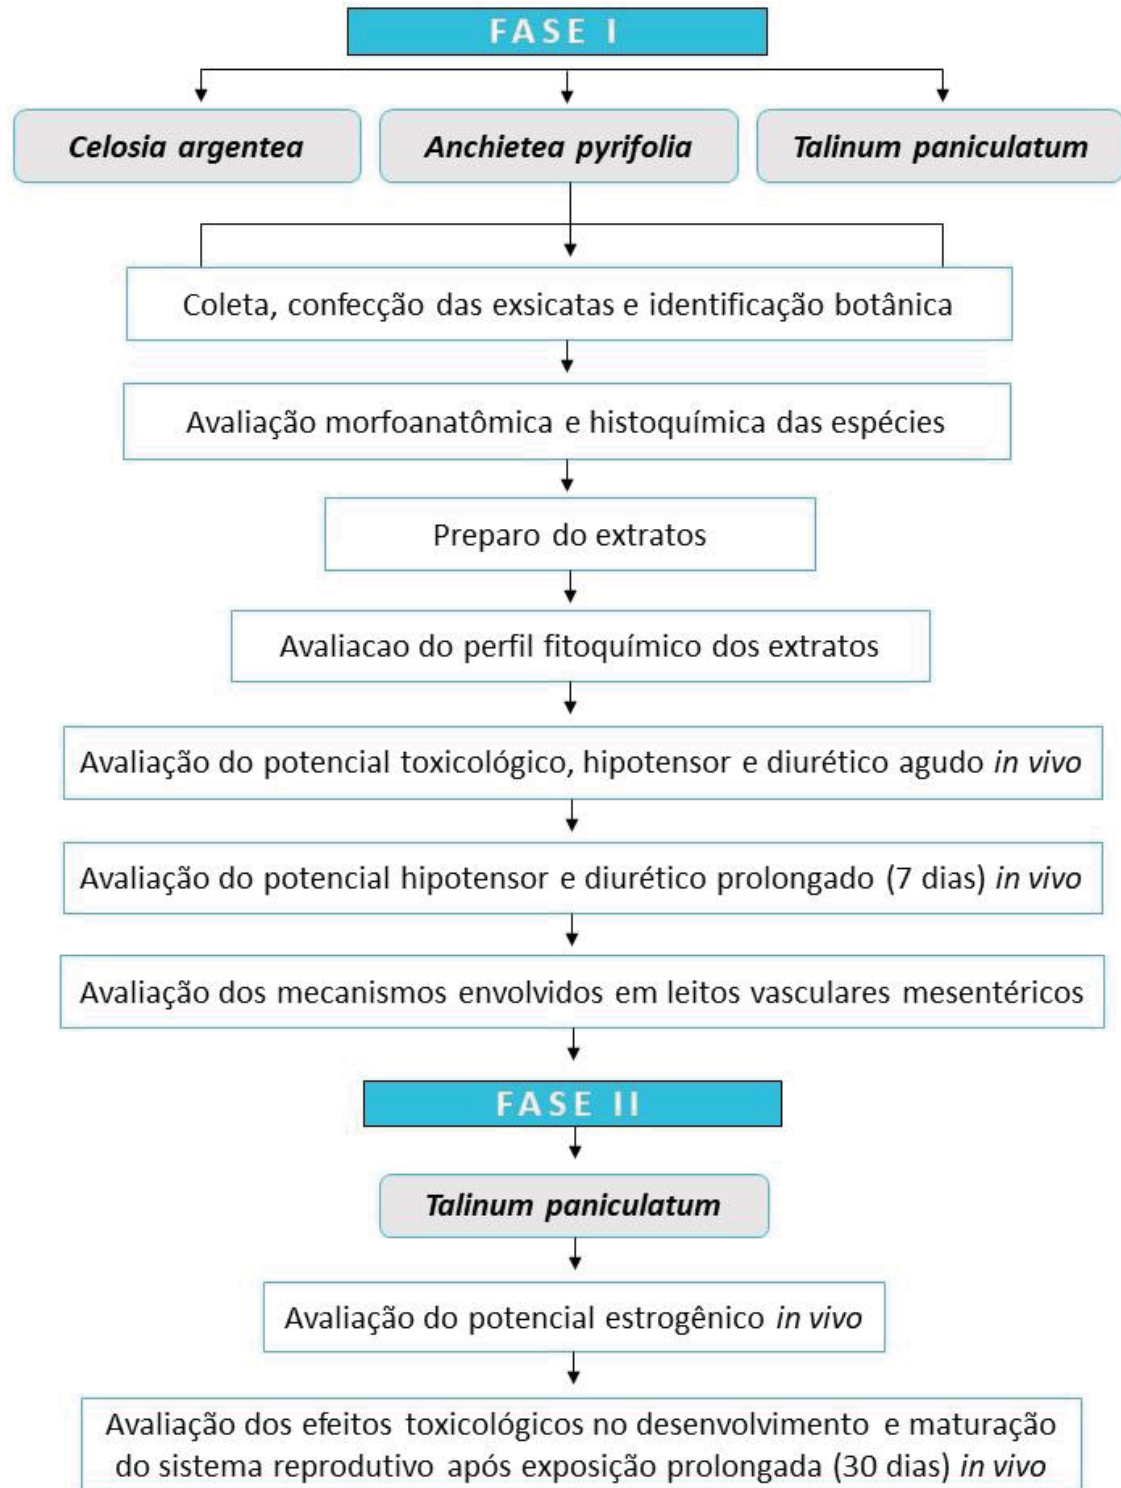 FASE I
Celosia argentea
Anchietea pyrifolia
Talinum paniculatum
Coleta, confecção das exsicatas e identificação botânica
Avaliação morfoanatômica e histoquímica das espécies
Preparo do extratos
Avaliacao do perfil fitoquímico dos extratos
Avaliação do potencial toxicológico, hipotensor e diurético agudo in vivo
Avaliação do potencial hipotensor e diurético prolongado (7 dias) in vivo
Avaliação dos mecanismos envolvidos em leitos vasculares mesentéricos
FASE II
Talinum paniculatum
Avaliação do potencial estrogênico in vivo
Avaliação dos efeitos toxicológicos no desenvolvimento e maturação
do sistema reprodutivo após exposição prolongada (30 dias) in vivo